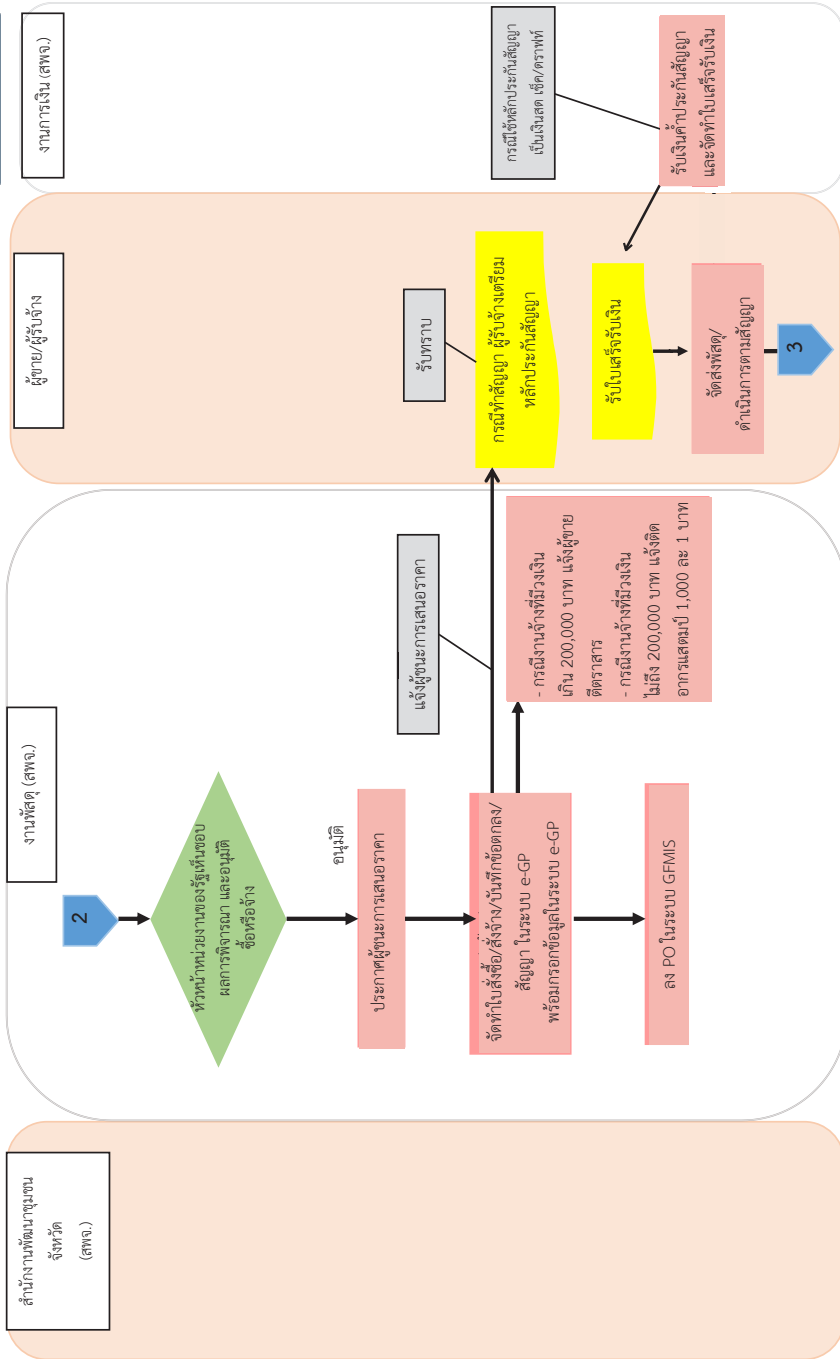 สำนักงานพัฒนาชุมชน
จังหวัด
(สพจ.)
งานพัสดุ (สพจ.)
ผู้ขาย/ผู้รับจ้าง
งานการเงิน (สพจ.)
2
หัวหน้าหน่วยงานของรัฐเห็นชอบ
ผลการพิจารณา และอนุมัติ
ซื้อหรือจ้าง
อนุมัติ
ประกาศผู้ชนะการเสนอราคา
จัดทำใบสั่งซื้อ/สั่งจ้าง/บันทึกข้อตกลง/
สัญญา ในระบบ e-GP
พร้อมกรอกข้อมูลในระบบ e-GP
ลง PO ในระบบ GFMIS
แจ้งผู้ชนะการเสนอราคา
- กรณีงานจ้างที่มีวงเงิน
เกิน 200,000 บาท แจ้งผู้ขาย
ตีตราสาร
- กรณีงานจ้างที่มีวงเงิน
ไม่ถึง 200,000 บาท แจ้งติด
อากรแสตมป์ 1,000 ละ 1 บาท
รับทราบ
กรณีทำสัญญา ผู้รับจ้างเตรียม
หลักประกันสัญญา
รับใบเสร็จรับเงิน
จัดส่งพัสดุ/
ดำเนินการตามสัญญา
3
กรณีใช้หลักประกันสัญญา
เป็นเงินสด เช็ค/ดราฟท์
รับเงินค้ำประกันสัญญา
และจัดทำใบเสร็จรับเงิน